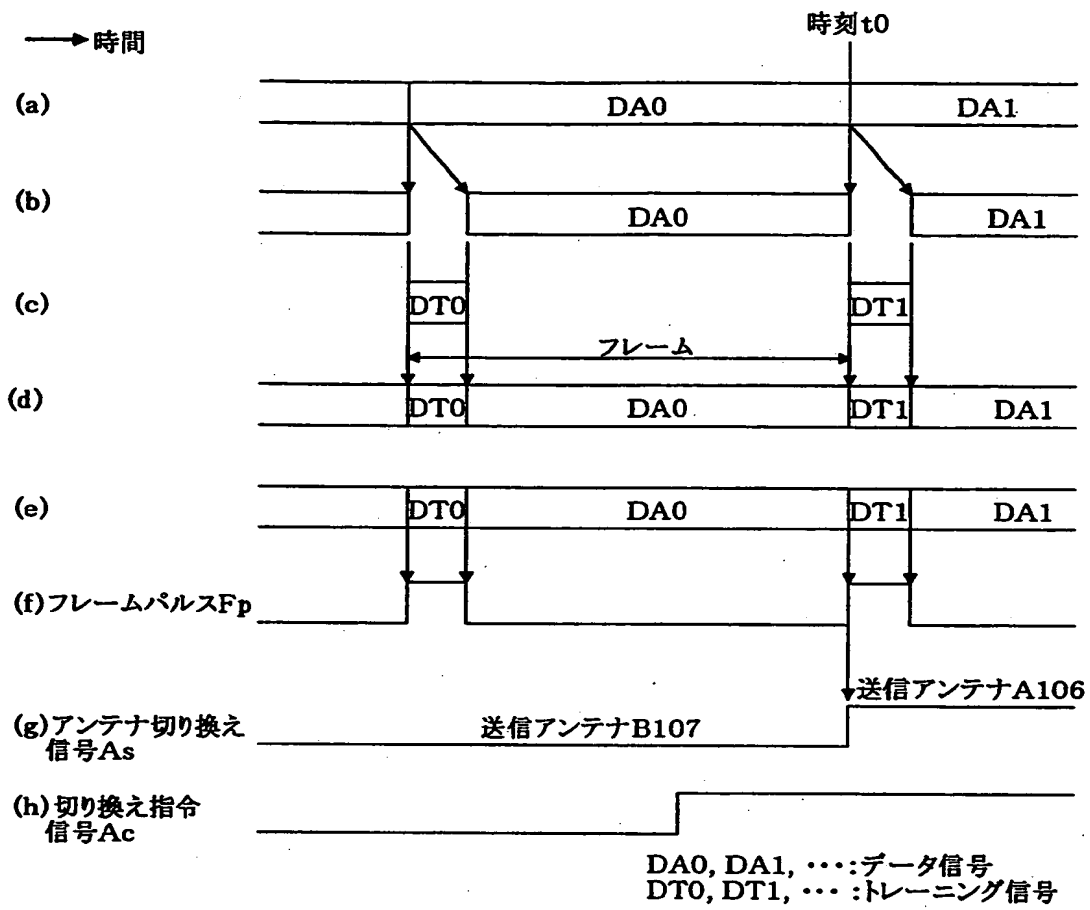 時間
時刻t0
(a)
DA0
DA1
(b)
DA0
DA1
(c)
DT0
DT1
フレーム
(d)
DT0
DA0
DT1
DA1
(e)
DT0
DA0
DT1
DA1
(f)フレームパルスFp
送信アンテナA106
(g)アンテナ切り換え
信号As
送信アンテナB107
(h)切り換え指令
信号Ac
DA0, DA1, ･･･:データ信号
DT0, DT1, ･･･ :トレーニング信号